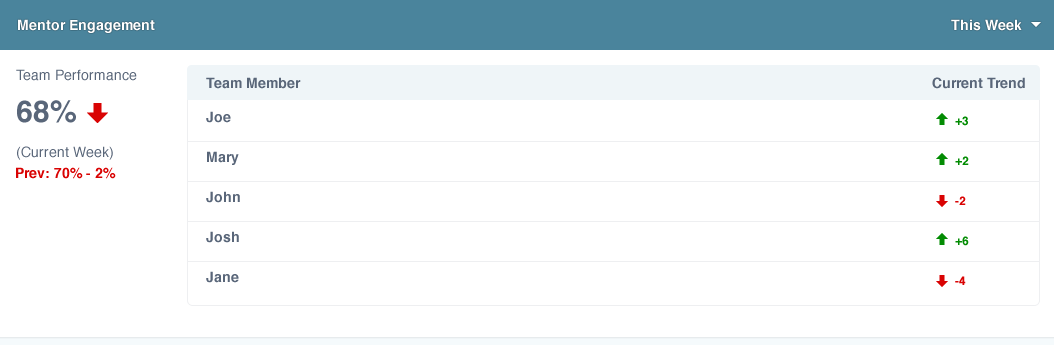 Mentor Engagement
This Week
Team Performance
68%
(Current Week)
Prev: 70% - 2%
Team Member Current Trend
Joe +3
Mary +2
John -2
Josh +6
Jane -4